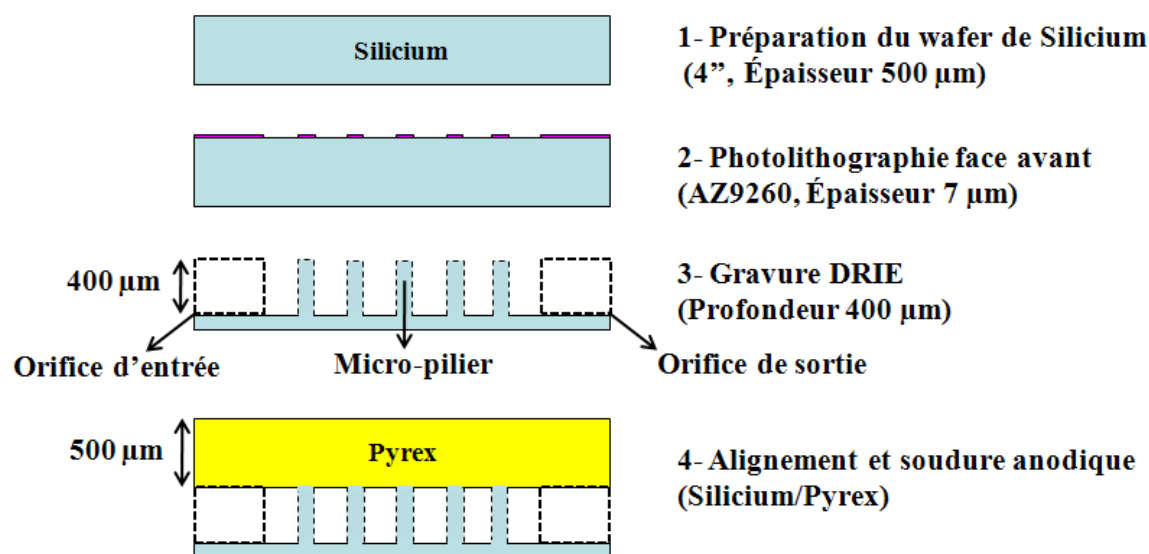 Silicium
1- Préparation du wafer de Silicium
(4”, Épaisseur 500 µm)
2- Photolithographie face avant
(AZ9260, Épaisseur 7 µm)
400 µm
3- Gravure DRIE
(Profondeur 400 µm)
Orifice d’entrée
Micro-pilier
Orifice de sortie
500 µm
Pyrex
4- Alignement et soudure anodique
(Silicium/Pyrex)